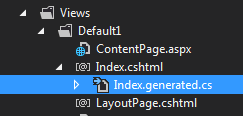 Views
Default1
ContentPage.aspx
[@] Index.cshtml
Index.generated.cs
[@] LayoutPage.cshtml